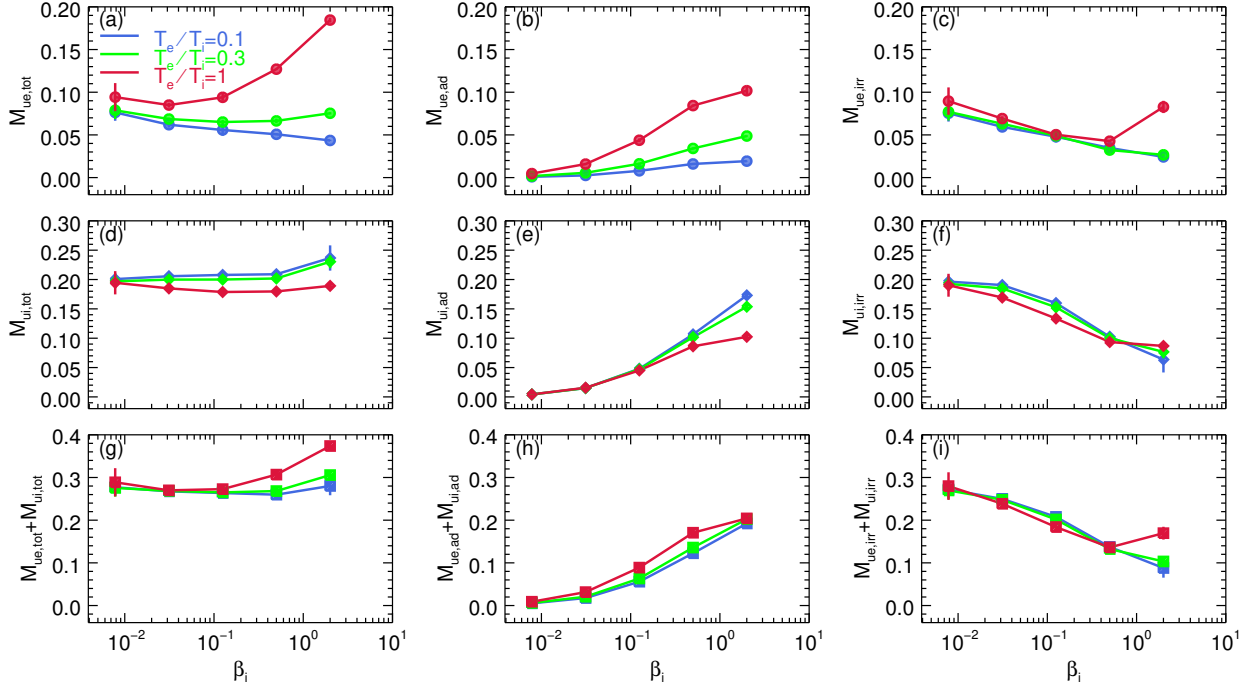 (a)
T_e/T_i=0.1
T_e/T_i=0.3
T_e/T_i=1
M_ue,tot
0.20
0.15
0.10
0.05
0.00
(b)
M_ue,ad
0.20
0.15
0.10
0.05
0.00
(c)
M_ue,irr
0.20
0.15
0.10
0.05
0.00
(d)
M_ui,tot
0.30
0.25
0.20
0.15
0.10
0.05
0.00
(e)
M_ui,ad
0.30
0.25
0.20
0.15
0.10
0.05
0.00
(f)
M_ui,irr
0.30
0.25
0.20
0.15
0.10
0.05
0.00
(g)
M_ue,tot+M_ui,tot
0.4
0.3
0.2
0.1
0.0
10^-2 10^-1 10^0 10^1
β_i
(h)
M_ue,ad+M_ui,ad
0.4
0.3
0.2
0.1
0.0
10^-2 10^-1 10^0 10^1
β_i
(i)
M_ue,irr+M_ui,irr
0.4
0.3
0.2
0.1
0.0
10^-2 10^-1 10^0 10^1
β_i